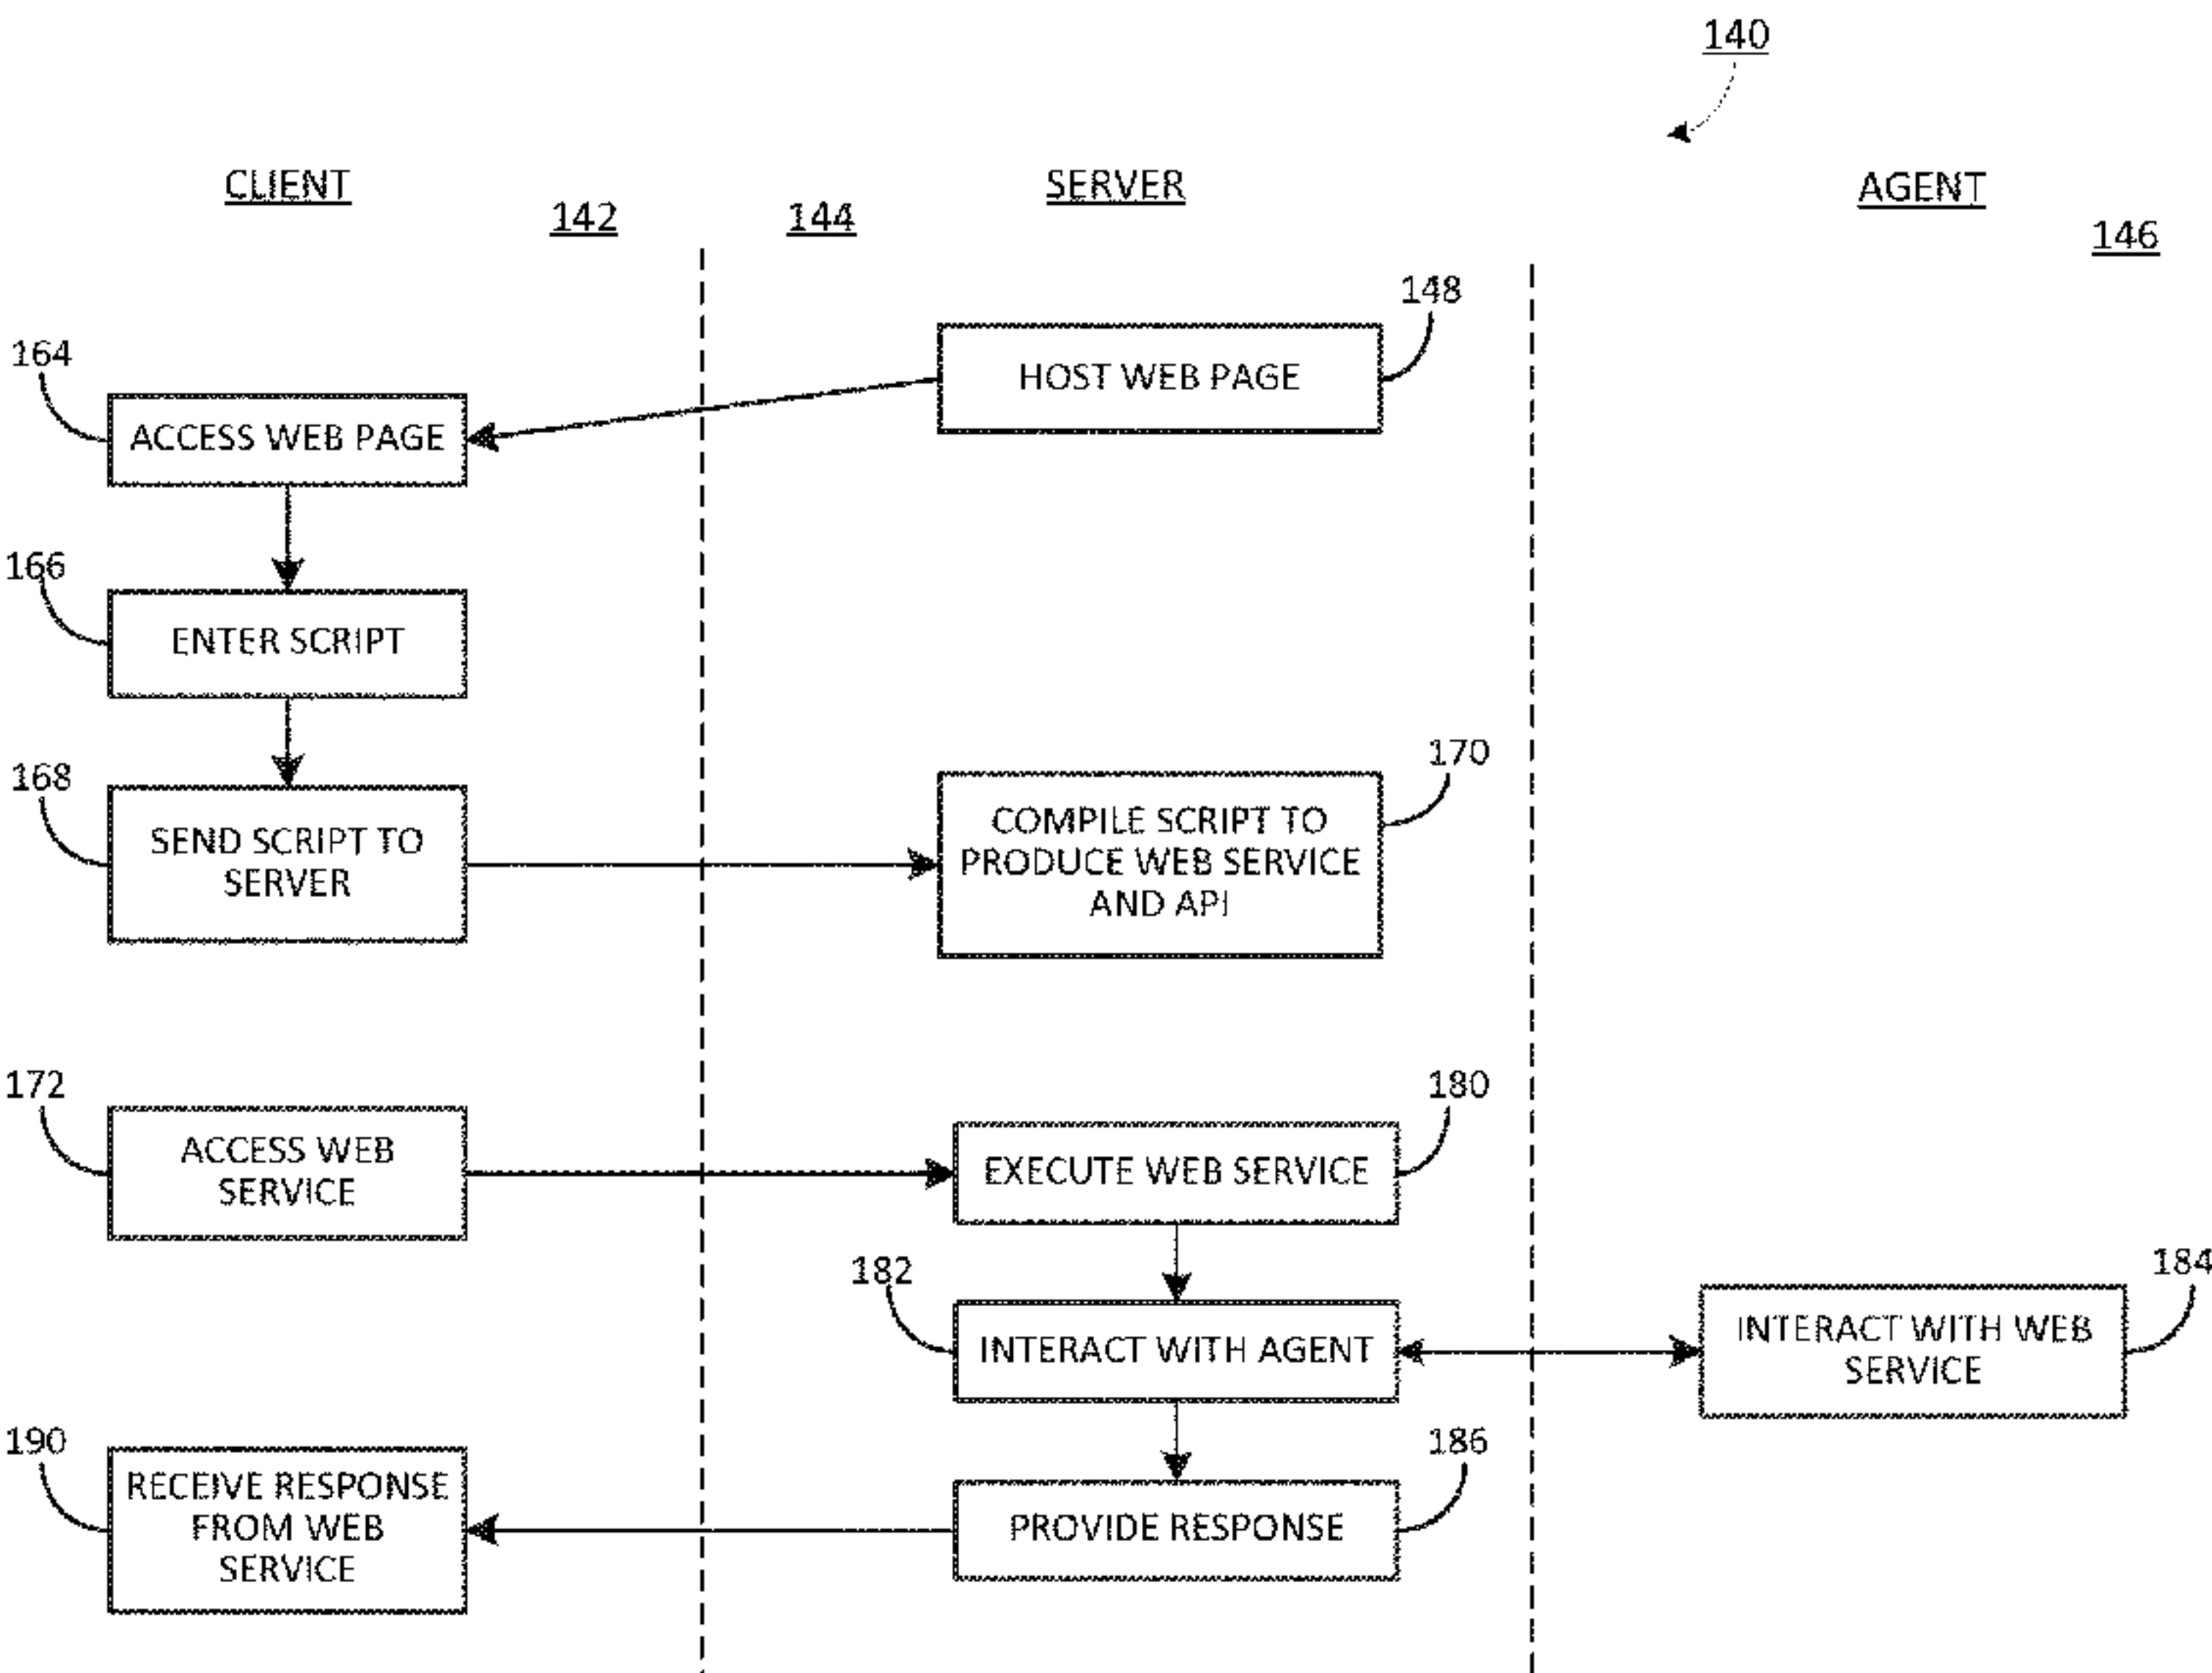 140
CLIENT
142
144
SERVER
AGENT
146
148
HOST WEB PAGE
164
ACCESS WEB PAGE
166
ENTER SCRIPT
168
SEND SCRIPT TO
SERVER
170
COMPILE SCRIPT TO
PRODUCE WEB SERVICE
AND API
172
ACCESS WEB
SERVICE
180
EXECUTE WEB SERVICE
182
INTERACT WITH AGENT
184
INTERACT WITH WEB
SERVICE
186
PROVIDE RESPONSE
190
RECEIVE RESPONSE
FROM WEB
SERVICE